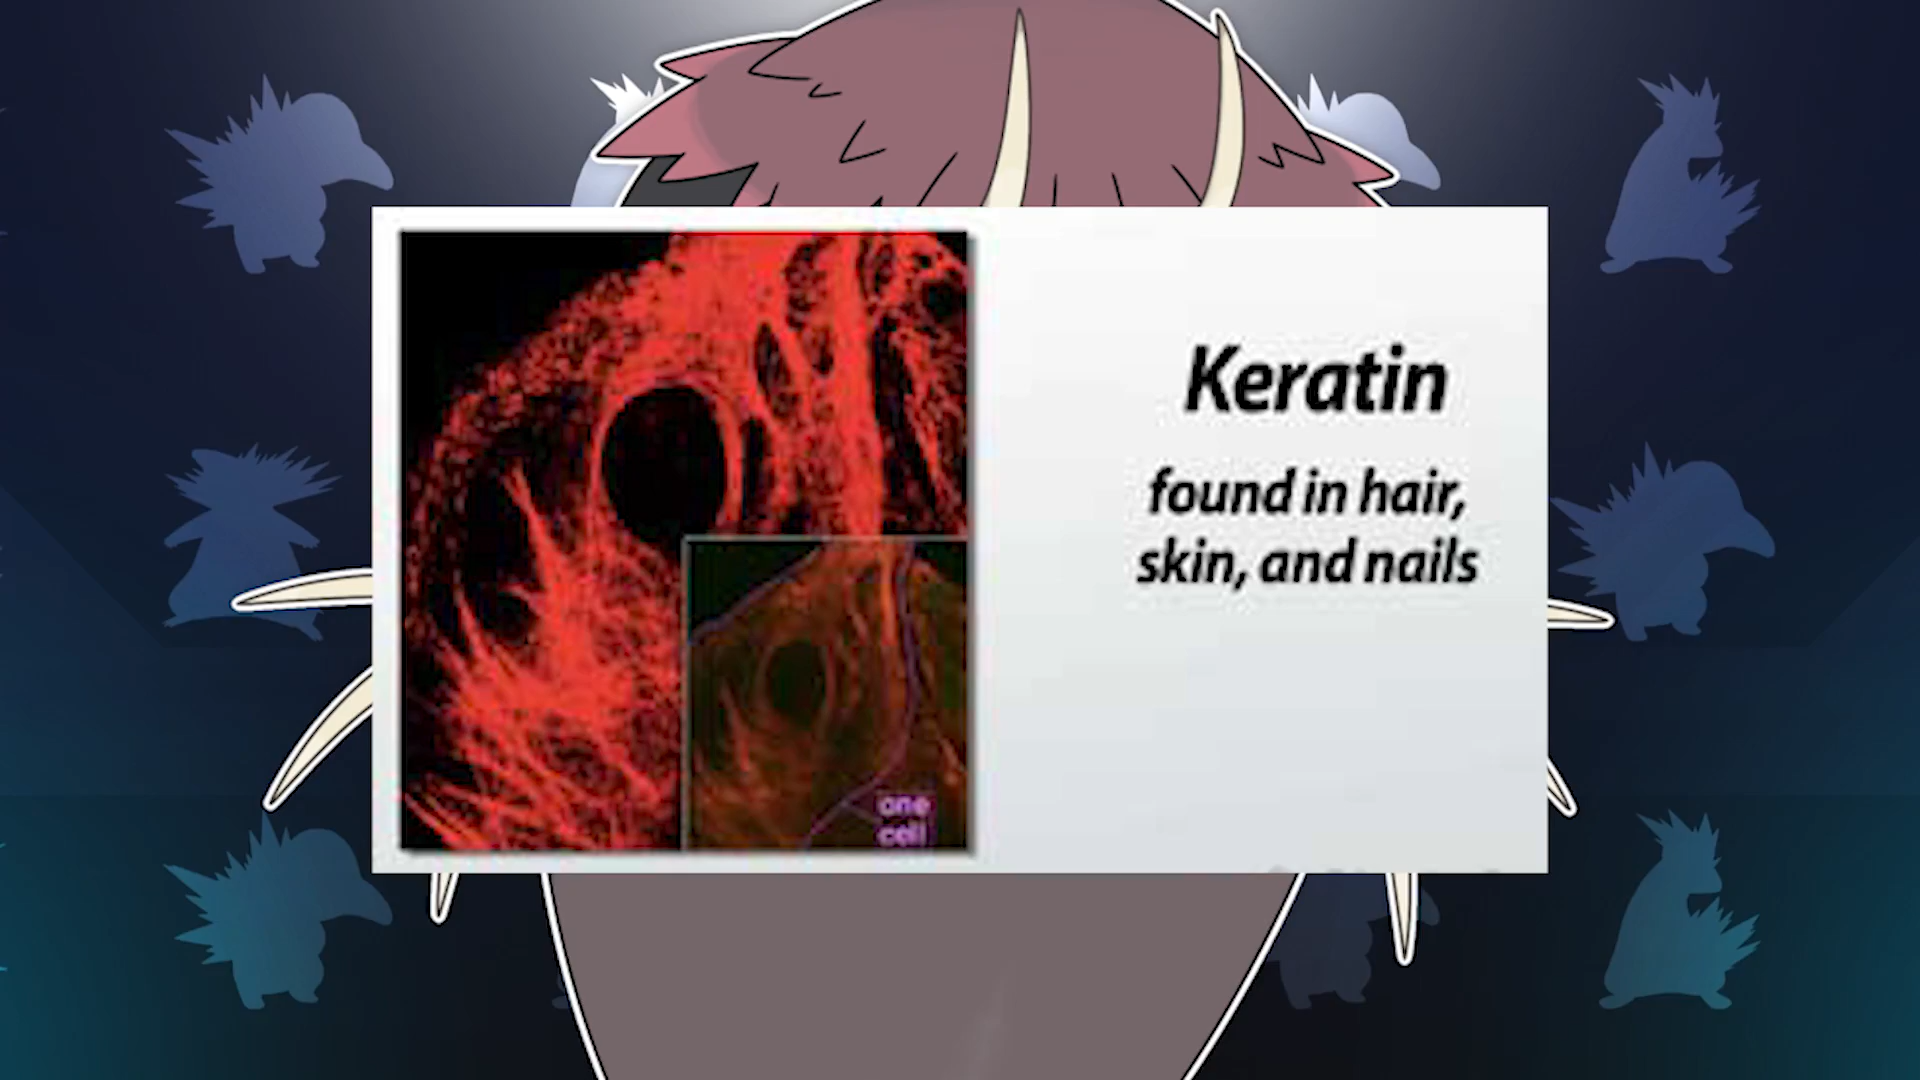 Keratin
found in hair,
skin, and nails
one
cell